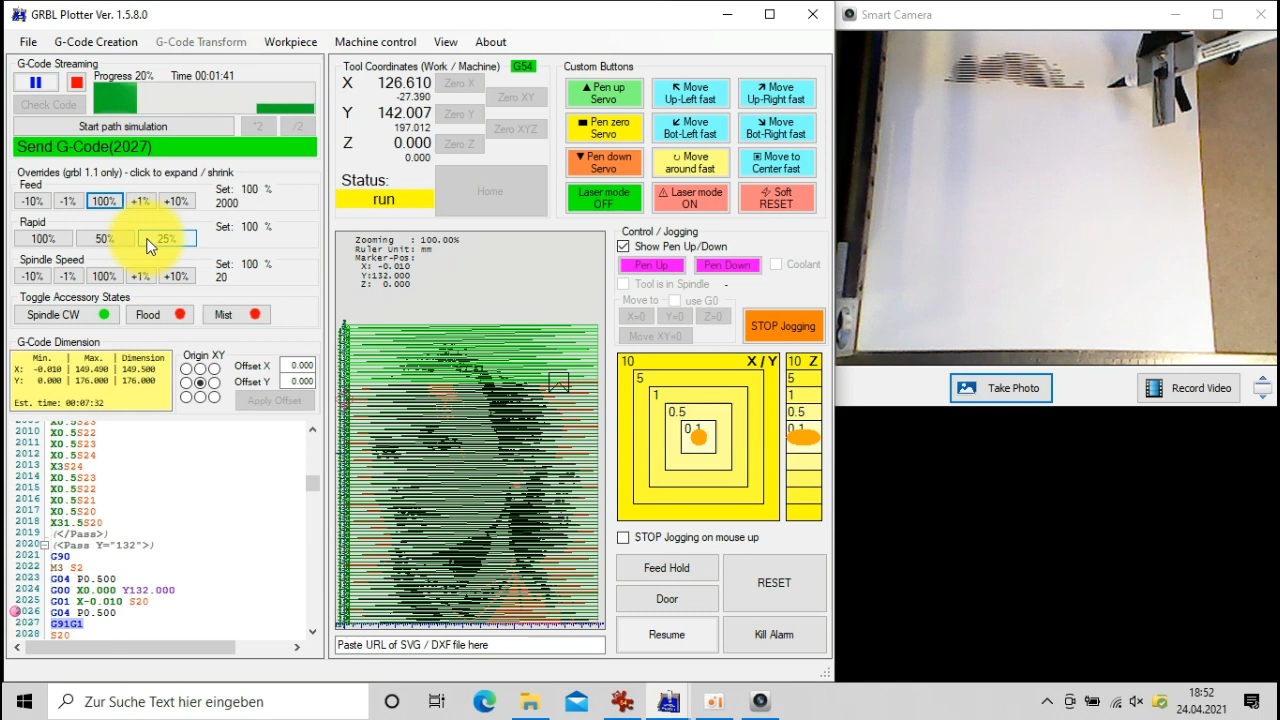 GRBL Plotter Ver. 1.5.8.0
File G-Code Creation G-Code Transform Workpiece Machine control View About
G-Code Streaming
Progress 20% Time 00:01:41
Check Code
Start path simulation ^2 /2
Send G-Code(2027)
Overrides (grbl 1.1 only) - click to expand / shrink
Feed Set: 100 %
-10% -1% 100% +1% +10% 2000
Rapid Set: 100 %
100% 50% 25%
Spindle Speed Set: 100 %
-10% -1% 100% +1% +10% 20
Toggle Accessory States
Spindle CW Flood Mist
G-Code Dimension
Min. | Max. | Dimension
X: -0.010 | 149.490 | 149.500
Y: 0.000 | 176.000 | 176.000
Est. time: 00:07:32
Origin XY
Offset X 0.000
Offset Y 0.000
Apply Offset
X0.5S23
2010 X0.5S22
2011 X0.5S23
2012 X0.5S24
2013 X3S24
2014 X0.5S23
2015 X0.5S22
2016 X0.5S21
2017 X0.5S20
2018 X31.5S20
2019 (</Pass>)
2020 (<Pass Y="132">)
2021 G90
2022 M3 S2
2023 G04 P0.500
2024 G00 X0.000 Y132.000
2025 G01 X-0.010 S20
2026 G04 P0.500
2027 G91G1
2028 S20
Tool Coordinates (Work / Machine) G54
X 126.610 Zero X
-27.390 Zero XY
Y 142.007 Zero Y
197.012 Zero XYZ
Z 0.000 Zero Z
0.000
Status:
run
Home
Custom Buttons
▲ Pen up Servo
↖ Move Up-Left fast
↗ Move Up-Right fast
Pen zero Servo
↙ Move Bot-Left fast
↘ Move Bot-Right fast
▼ Pen down Servo
↻ Move around fast
Move to Center fast
Laser mode OFF
⚠ Laser mode ON
Soft RESET
Zooming : 100.00%
Ruler Unit: mm
Marker-Pos:
X: -0.010
Y:132.000
Z: 0.000
Paste URL of SVG / DXF file here
Control / Jogging
Show Pen Up/Down
Pen Up Pen Down Coolant
Tool is in Spindle -
Move to use G0
X=0 Y=0 Z=0
Move XY=0
STOP Jogging
10 X / Y 10 Z
5 5
1 1
0.5 0.5
0.1 0.1
STOP Jogging on mouse up
Feed Hold
RESET
Door
Resume
Kill Alarm
Smart Camera
Take Photo
Record Video
Zur Suche Text hier eingeben
18:52
24.04.2021